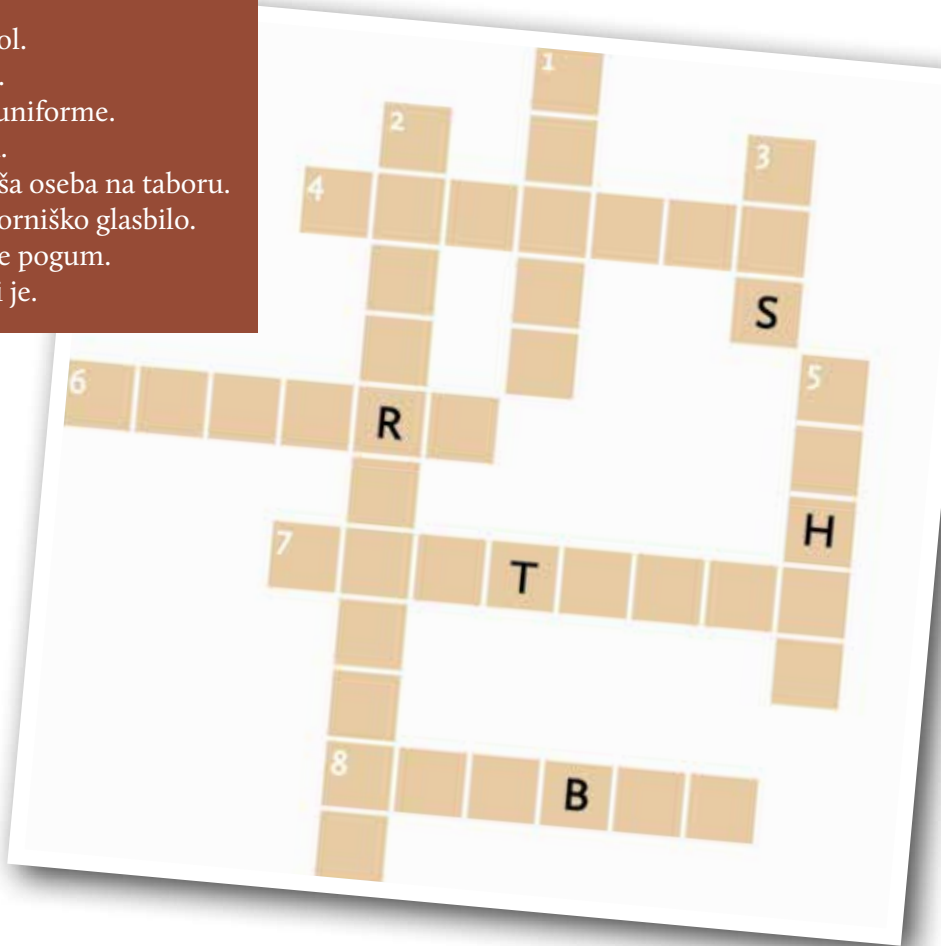 ol.
.
uniforme.
.
ša oseba na taboru.
orniško glasbilo.
e pogum.
i je.
1
2
3
4
S
5
6
R
H
7
T
8
B